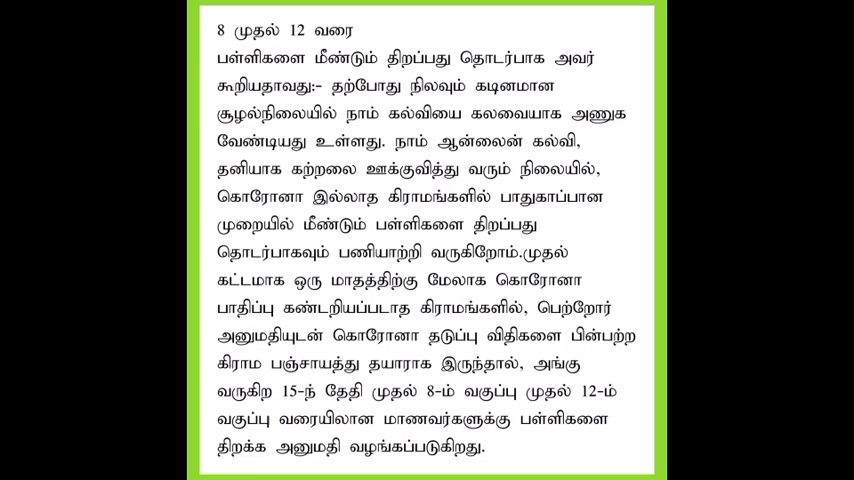 8 முதல் 12 வரை
பள்ளிகளை மீண்டும் திறப்பது தொடர்பாக அவர்
கூறியதாவது:- தற்போது நிலவும் கடினமான
சூழல்நிலையில் நாம் கல்வியை கலவையாக அணுக
வேண்டியது உள்ளது. நாம் ஆன்லைன் கல்வி,
தனியாக கற்றலை ஊக்குவித்து வரும் நிலையில்,
கொரோனா இல்லாத கிராமங்களில் பாதுகாப்பான
முறையில் மீண்டும் பள்ளிகளை திறப்பது
தொடர்பாகவும் பணியாற்றி வருகிறோம்.முதல்
கட்டமாக ஒரு மாதத்திற்கு மேலாக கொரோனா
பாதிப்பு கண்டறியப்படாத கிராமங்களில், பெற்றோர்
அனுமதியுடன் கொரோனா தடுப்பு விதிகளை பின்பற்ற
கிராம பஞ்சாயத்து தயாராக இருந்தால், அங்கு
வருகிற 15-ந் தேதி முதல் 8-ம் வகுப்பு முதல் 12-ம்
வகுப்பு வரையிலான மாணவர்களுக்கு பள்ளிகளை
திறக்க அனுமதி வழங்கப்படுகிறது.